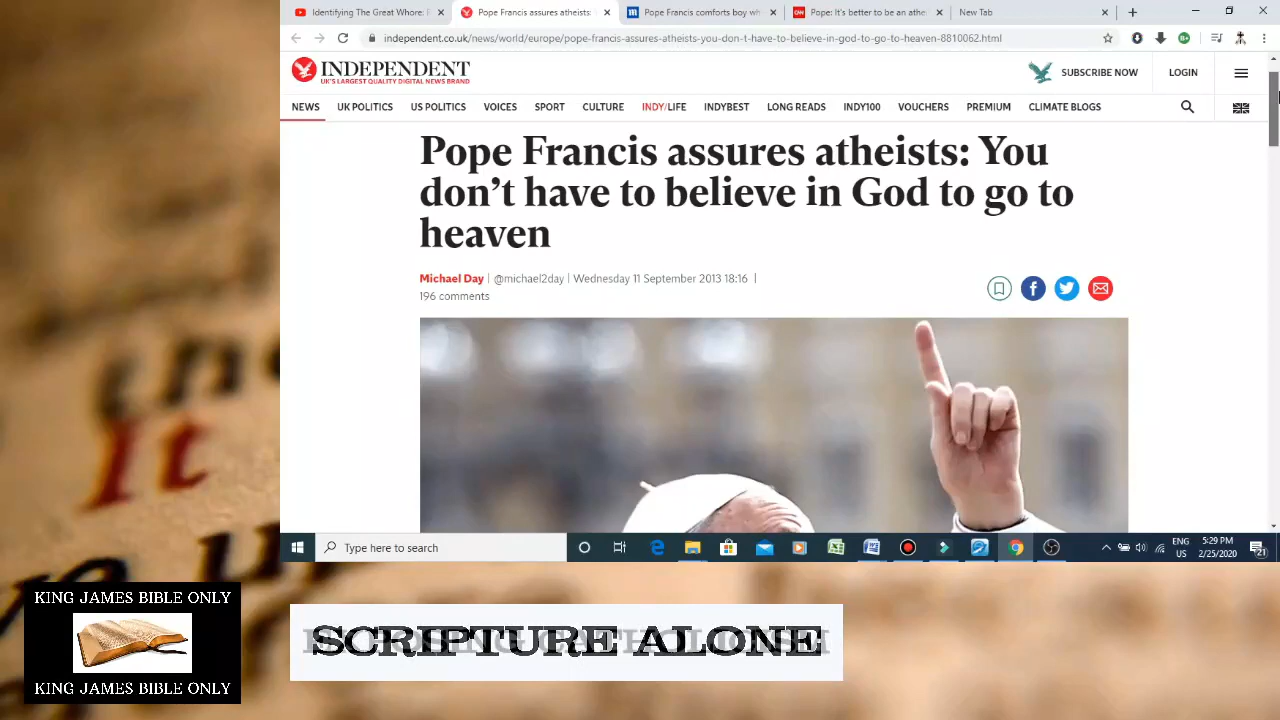 Identifying The Great Whore: F
Pope Francis assures atheists:
Pope Francis comforts boy wh
Pope: It's better to be an athe
New Tab
independent.co.uk/news/world/europe/pope-francis-assures-atheists-you-don-t-have-to-believe-in-god-to-go-to-heaven-8810062.html
INDEPENDENT
UK'S LARGEST QUALITY DIGITAL NEWS BRAND
SUBSCRIBE NOW
LOGIN
NEWS UK POLITICS US POLITICS VOICES SPORT CULTURE INDY/LIFE INDYBEST LONG READS INDY100 VOUCHERS PREMIUM CLIMATE BLOGS
Pope Francis assures atheists: You
don't have to believe in God to go to
heaven
Michael Day | @michael2day | Wednesday 11 September 2013 18:16 |
196 comments
Type here to search
ENG
US
5:29 PM
2/25/2020
21
the
It
KING JAMES BIBLE ONLY
KING JAMES BIBLE ONLY
SCRIPTURE ALONE